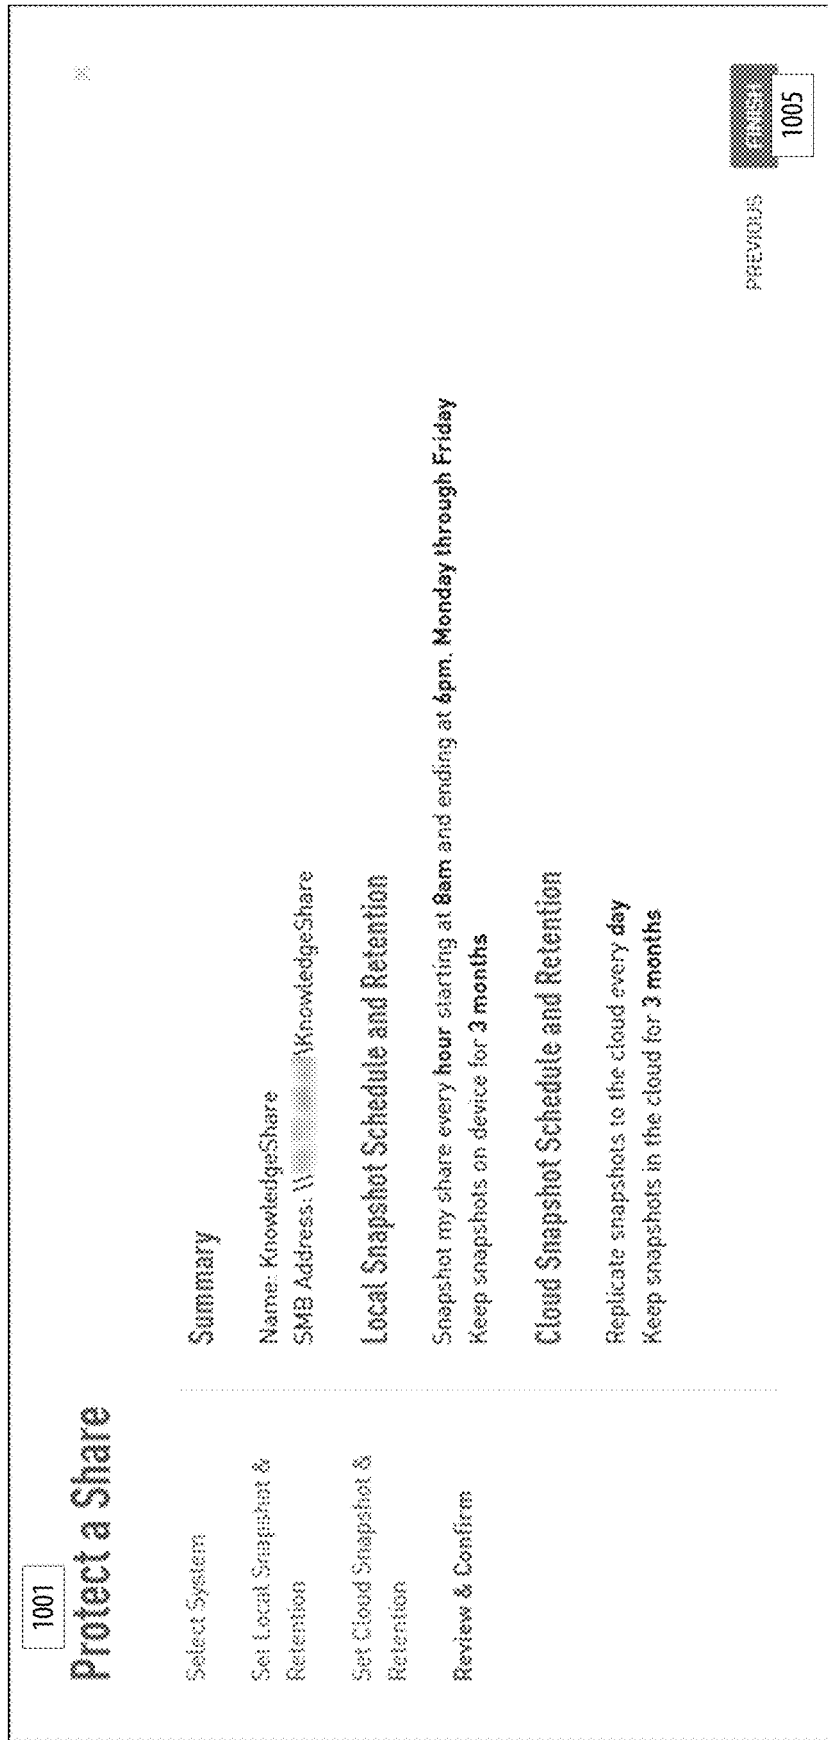 1001
Protect a Share
Select System
Set Local Snapshot &
Retention
Set Cloud Snapshot &
Retention
Review & Confirm
Summary
Name: KnowledgeShare
SMB Address: \\ \KnowledgeShare
Local Snapshot Schedule and Retention
Snapshot my share every hour starting at 8am and ending at 6pm, Monday through Friday
Keep snapshots on device for 3 months
Cloud Snapshot Schedule and Retention
Replicate snapshots to the cloud every day
Keep snapshots in the cloud for 3 months
PREVIOUS
FINISH
1005